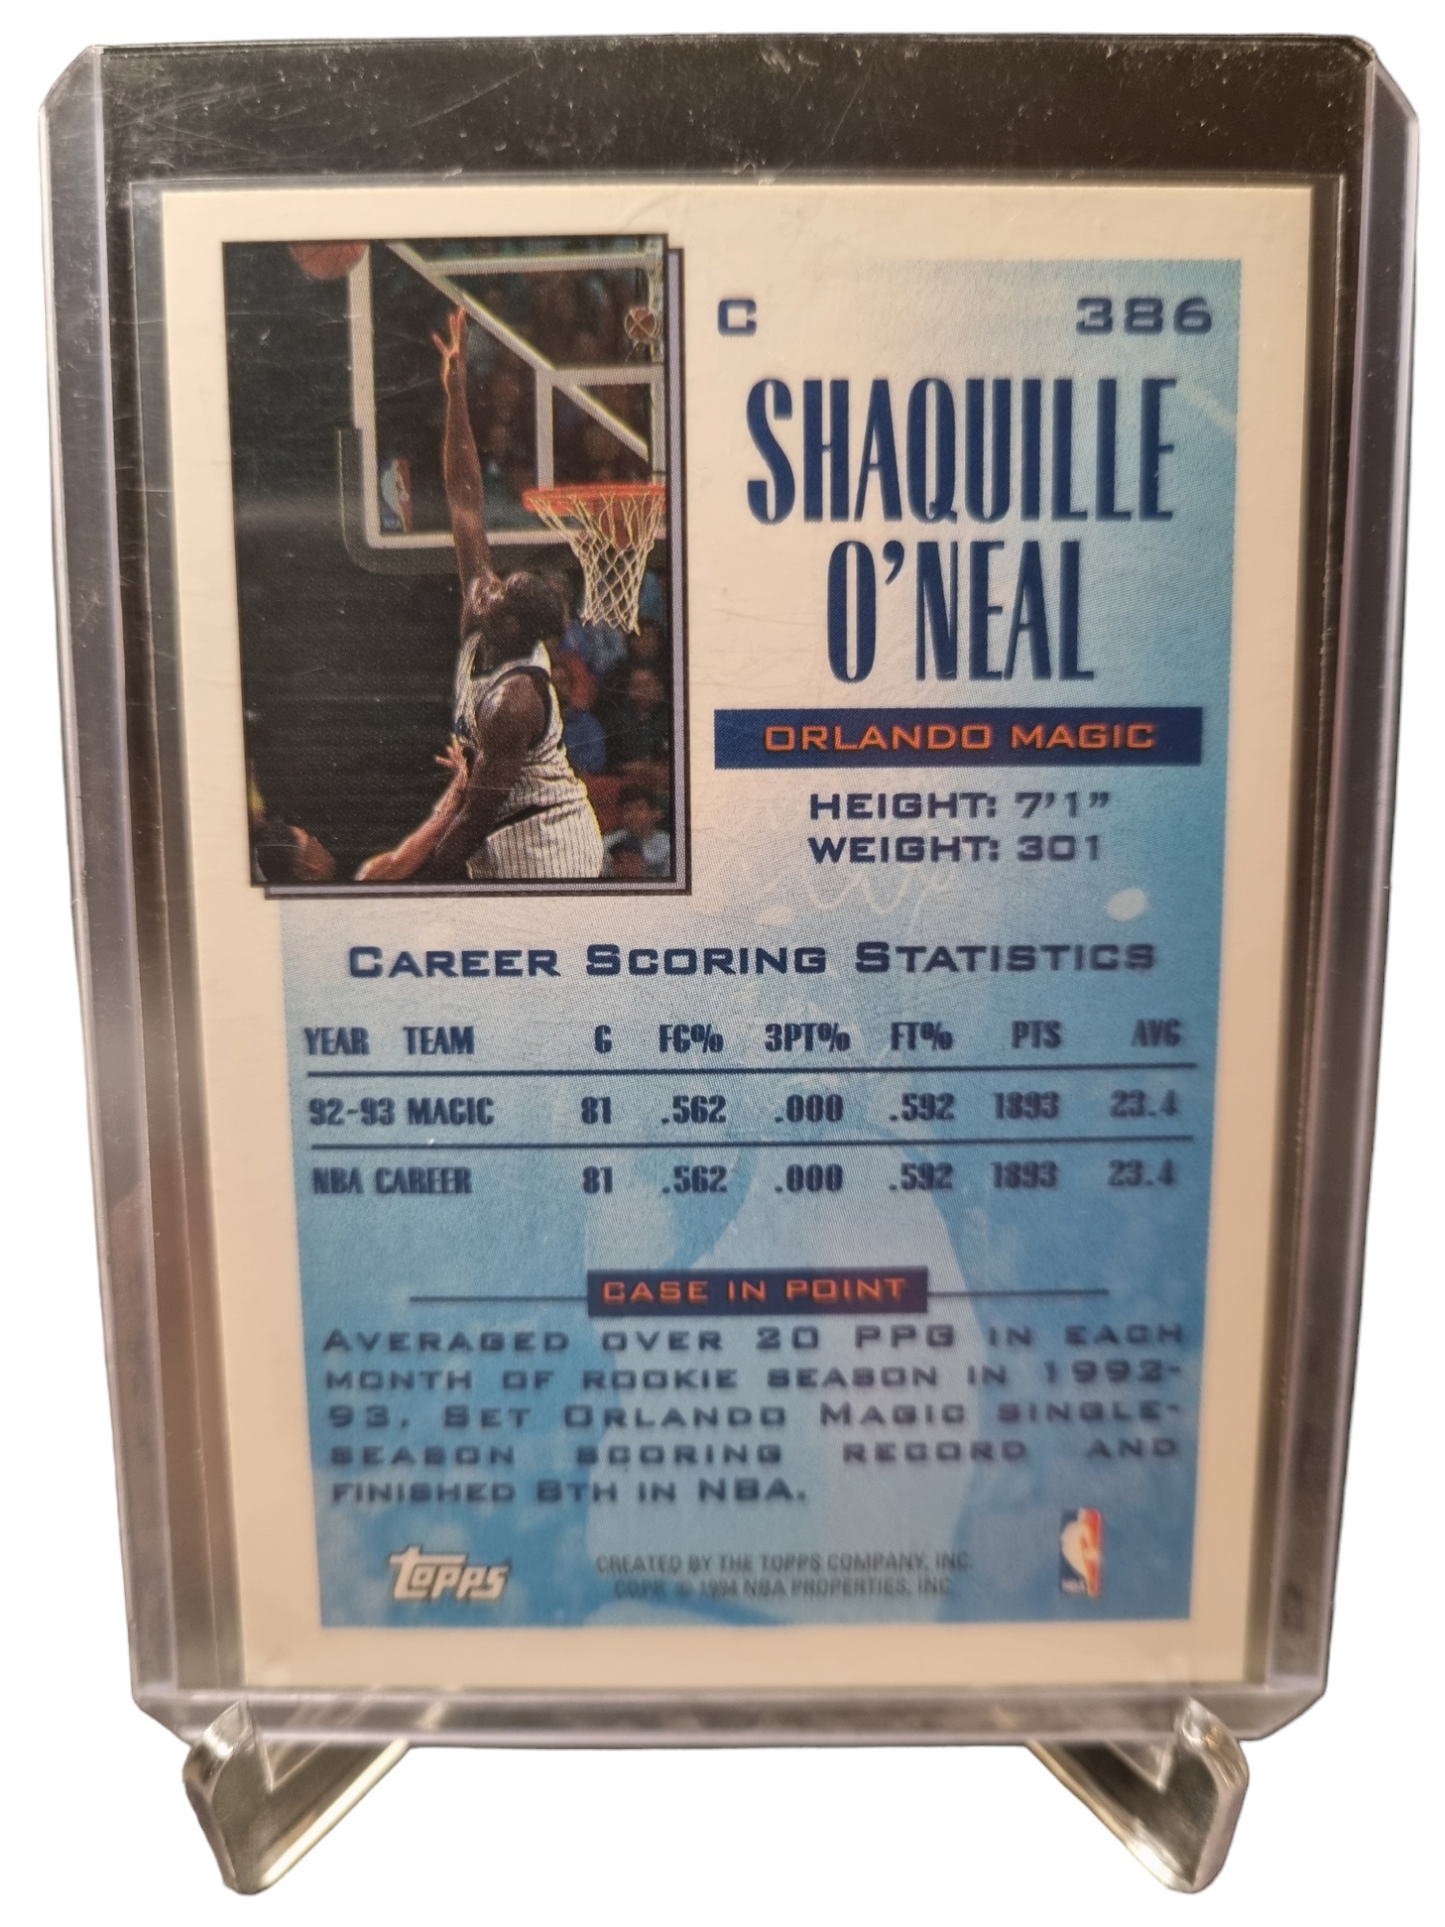 C 386
SHAQUILLE
O'NEAL
ORLANDO MAGIC
HEIGHT: 7'1"
WEIGHT: 301
CAREER SCORING STATISTICS
YEAR TEAM G FG% 3PT% FT% PTS AVG
92-93 MAGIC 81 .562 .000 .592 1893 23.4
NBA CAREER 81 .562 .000 .592 1893 23.4
CASE IN POINT
AVERAGED OVER 20 PPG IN EACH
MONTH OF ROOKIE SEASON IN 1992-
93. SET ORLANDO MAGIC SINGLE-
SEASON SCORING RECORD AND
FINISHED 8TH IN NBA.
TOPPS
CREATED BY THE TOPPS COMPANY, INC.
COPR. © 1994 NBA PROPERTIES, INC.
NBA